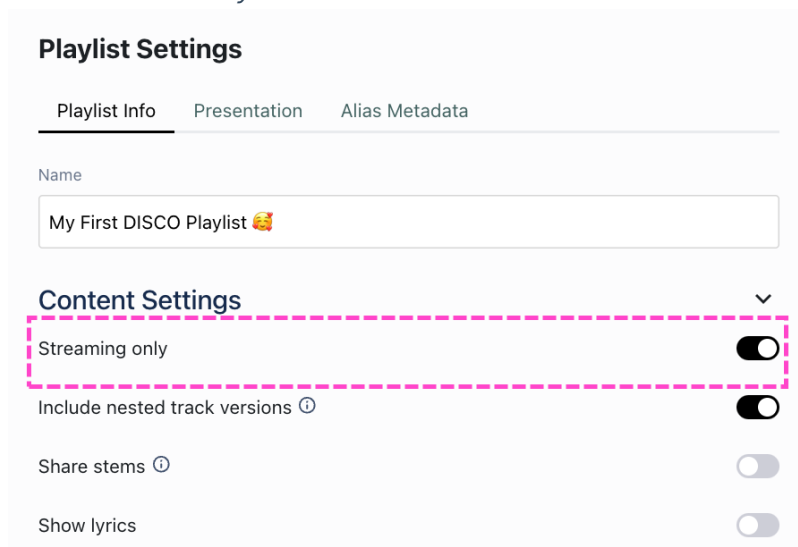 Playlist Settings
Playlist Info Presentation Alias Metadata
Name
My First DISCO Playlist 🥰
Content Settings
Streaming only
Include nested track versions
Share stems
Show lyrics